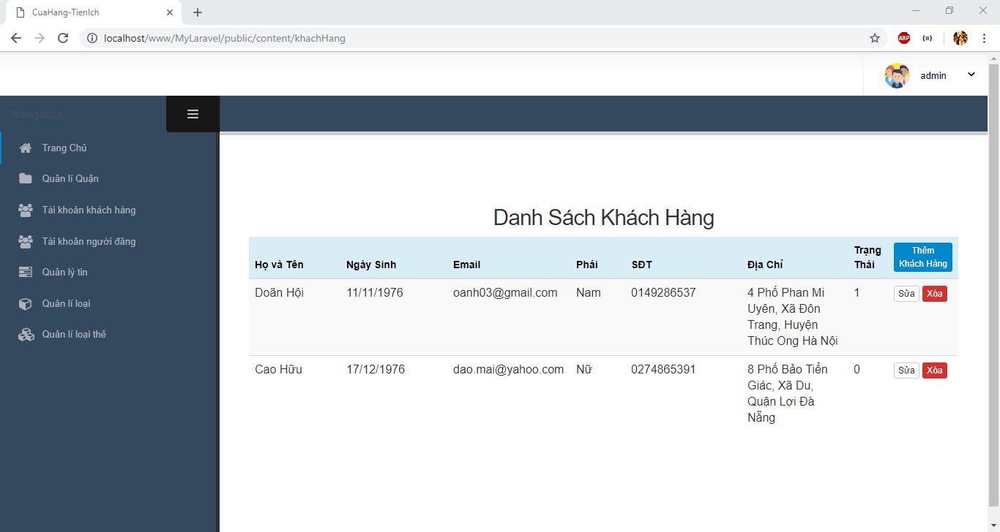 CuaHang-TienIch
localhost/www/MyLaravel/public/content/khachHang
ABP
admin
Navigation
Trang Chủ
Quản lí Quận
Tài khoản khách hàng
Tài khoản người đăng
Quản lý tin
Quản lí loại
Quản lí loại thẻ
Danh Sách Khách Hàng
Họ và Tên Ngày Sinh Email Phái SĐT Địa Chỉ Trạng Thái Thêm Khách Hàng
Doãn Hội 11/11/1976 oanh03@gmail.com Nam 0149286537 4 Phố Phan Mi 1 Sửa Xóa
Uyên, Xã Đôn
Trang, Huyện
Thúc Ong Hà Nội
Cao Hữu 17/12/1976 dao.mai@yahoo.com Nữ 0274865391 8 Phố Bảo Tiễn 0 Sửa Xóa
Giác, Xã Du,
Quận Lợi Đà
Nẵng